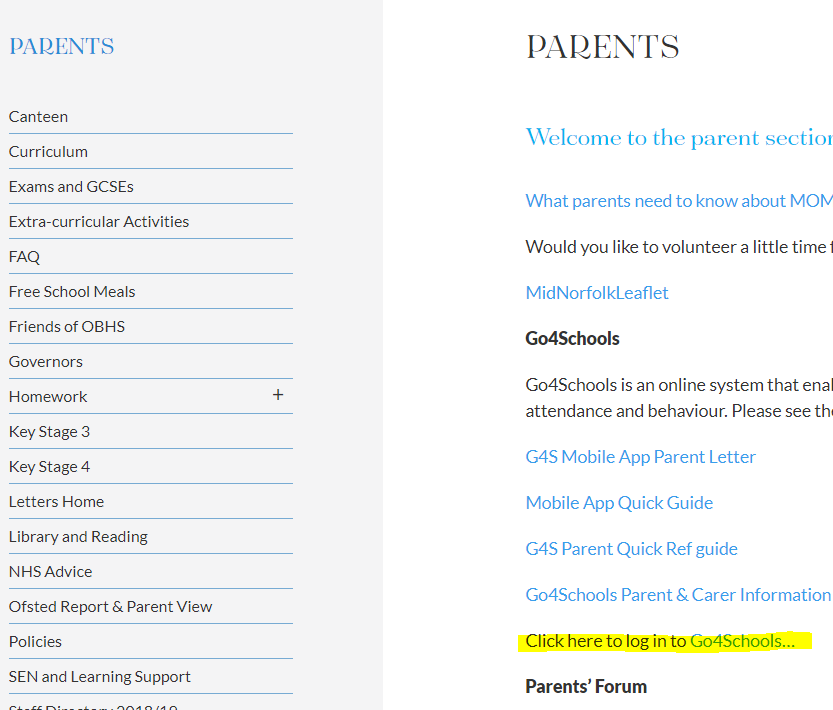 PARENTS
Canteen
Curriculum
Exams and GCSEs
Extra-curricular Activities
FAQ
Free School Meals
Friends of OBHS
Governors
Homework +
Key Stage 3
Key Stage 4
Letters Home
Library and Reading
NHS Advice
Ofsted Report & Parent View
Policies
SEN and Learning Support
Staff Directory 2018/19
PARENTS
Welcome to the parent section
What parents need to know about MOM
Would you like to volunteer a little time f
MidNorfolkLeaflet
Go4Schools
Go4Schools is an online system that enal
attendance and behaviour. Please see the
G4S Mobile App Parent Letter
Mobile App Quick Guide
G4S Parent Quick Ref guide
Go4Schools Parent & Carer Information
Click here to log in to Go4Schools...
Parents’ Forum